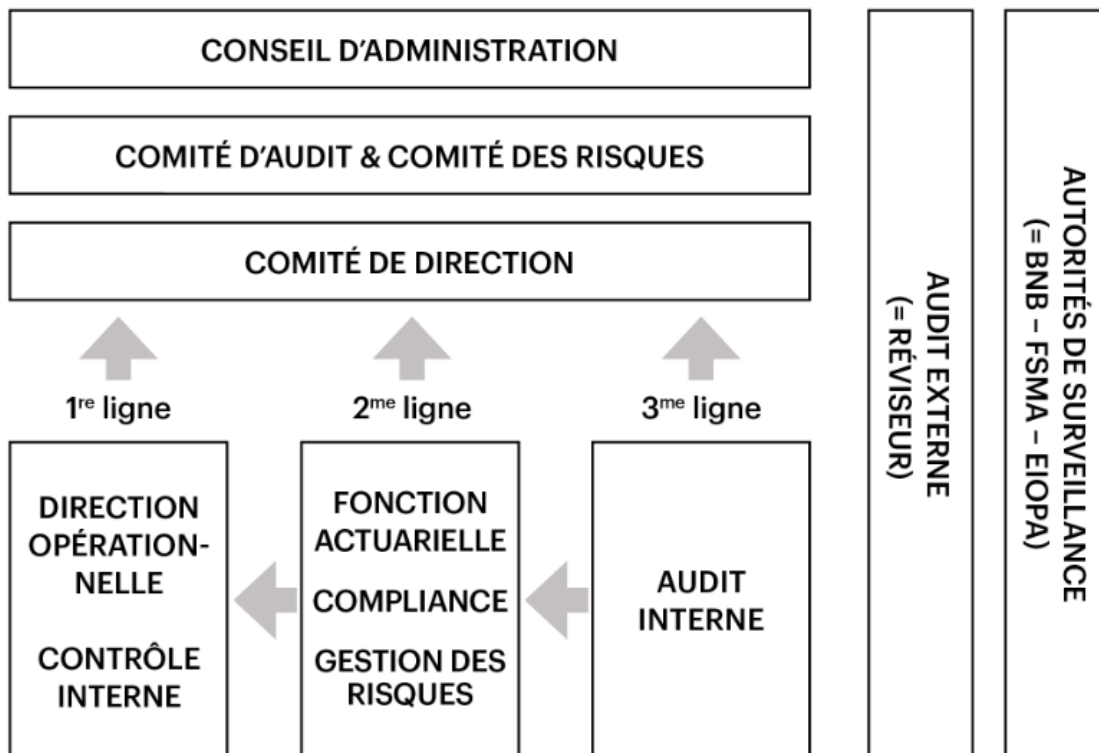 CONSEIL D'ADMINISTRATION
COMITÉ D'AUDIT & COMITÉ DES RISQUES
COMITÉ DE DIRECTION
1re ligne
2me ligne
3me ligne
DIRECTION
OPÉRATION-
NELLE
CONTRÔLE
INTERNE
FONCTION
ACTUARIELLE
COMPLIANCE
GESTION DES
RISQUES
AUDIT
INTERNE
AUDIT EXTERNE
(= RÉVISEUR)
AUTORITÉS DE SURVEILLANCE
(= BNB – FSMA – EIOPA)